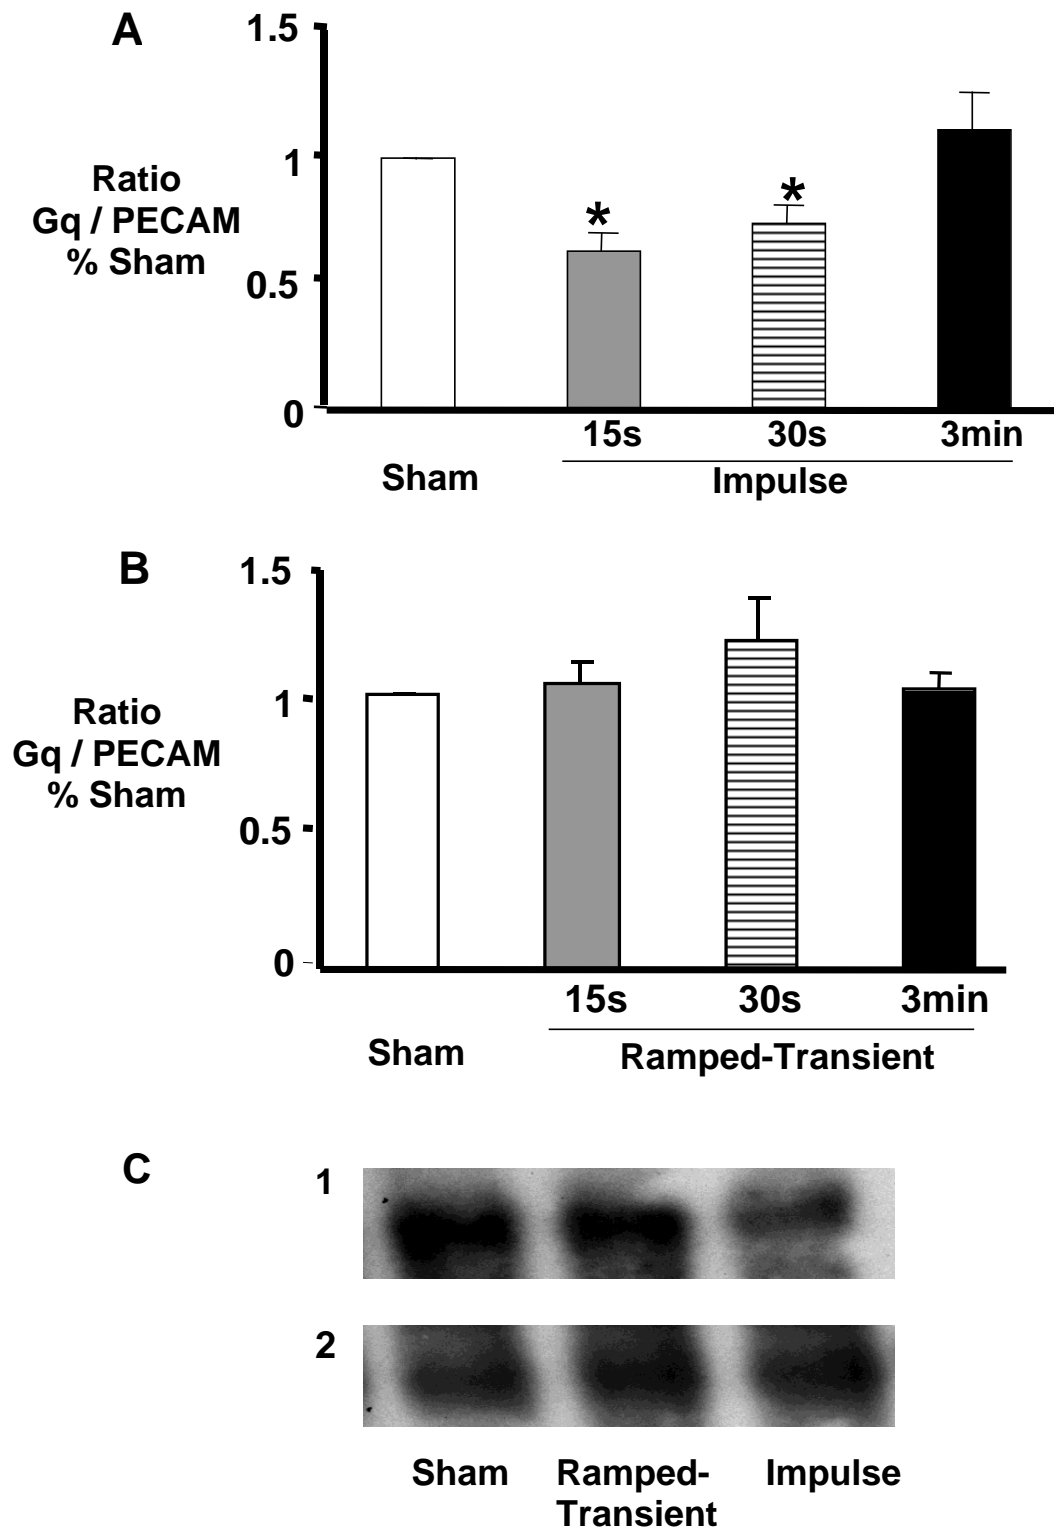 A
1.5
1
0.5
0
Ratio
Gq / PECAM
% Sham
*
*
15s 30s 3min
Sham
Impulse
B
1.5
1
0.5
0
Ratio
Gq / PECAM
% Sham
15s 30s 3min
Sham
Ramped-Transient
C
1
2
Sham Ramped- Impulse
Transient